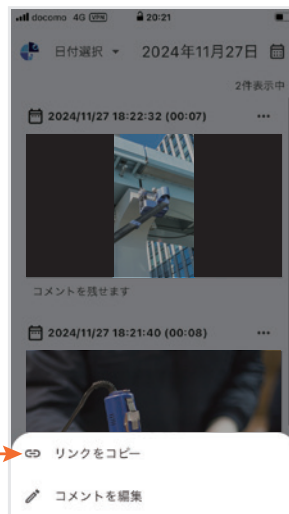 docomo 4G VPN 20:21
日付選択 2024年11月27日
2件表示中
2024/11/27 18:22:32 (00:07)
コメントを残せます
2024/11/27 18:21:40 (00:08)
リンクをコピー
コメントを編集